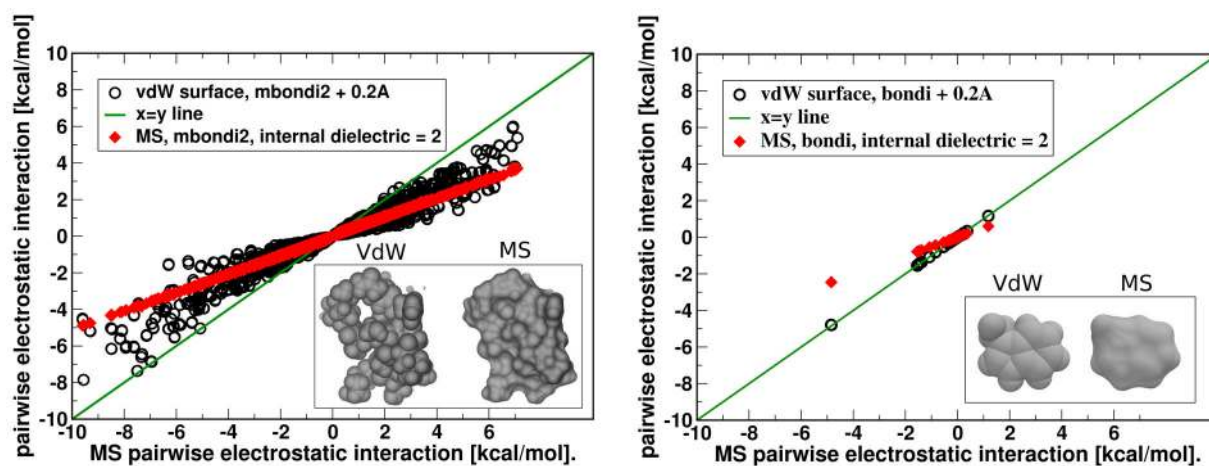 pairwise electrostatic interaction [kcal/mol]
10
8
6
4
2
0
-2
-4
-6
-8
-10
vdW surface, mbondi2 + 0.2A
x=y line
MS, mbondi2, internal dielectric = 2
VdW
MS
-10 -8 -6 -4 -2 0 2 4 6
MS pairwise electrostatic interaction [kcal/mol].
pairwise electrostatic interaction [kcal/mol]
10
8
6
4
2
0
-2
-4
-6
-8
-10
vdW surface, bondi + 0.2A
x=y line
MS, bondi, internal dielectric = 2
VdW
MS
-10 -8 -6 -4 -2 0 2 4 6
MS pairwise electrostatic interaction [kcal/mol].